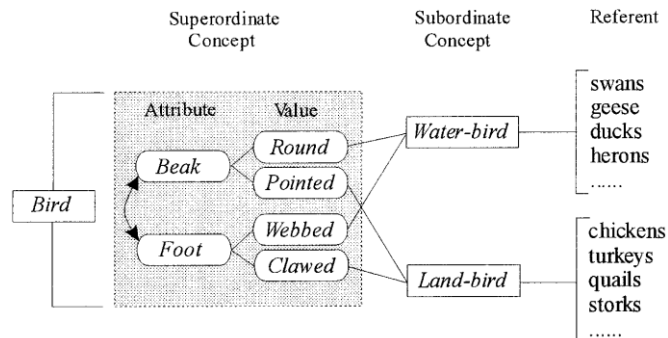 Superordinate
Concept
Subordinate
Concept
Referent
Attribute
Value
Bird
Beak
Foot
Round
Pointed
Webbed
Clawed
Water-bird
Land-bird
swans
geese
ducks
herons
......
chickens
turkeys
quails
storks
......